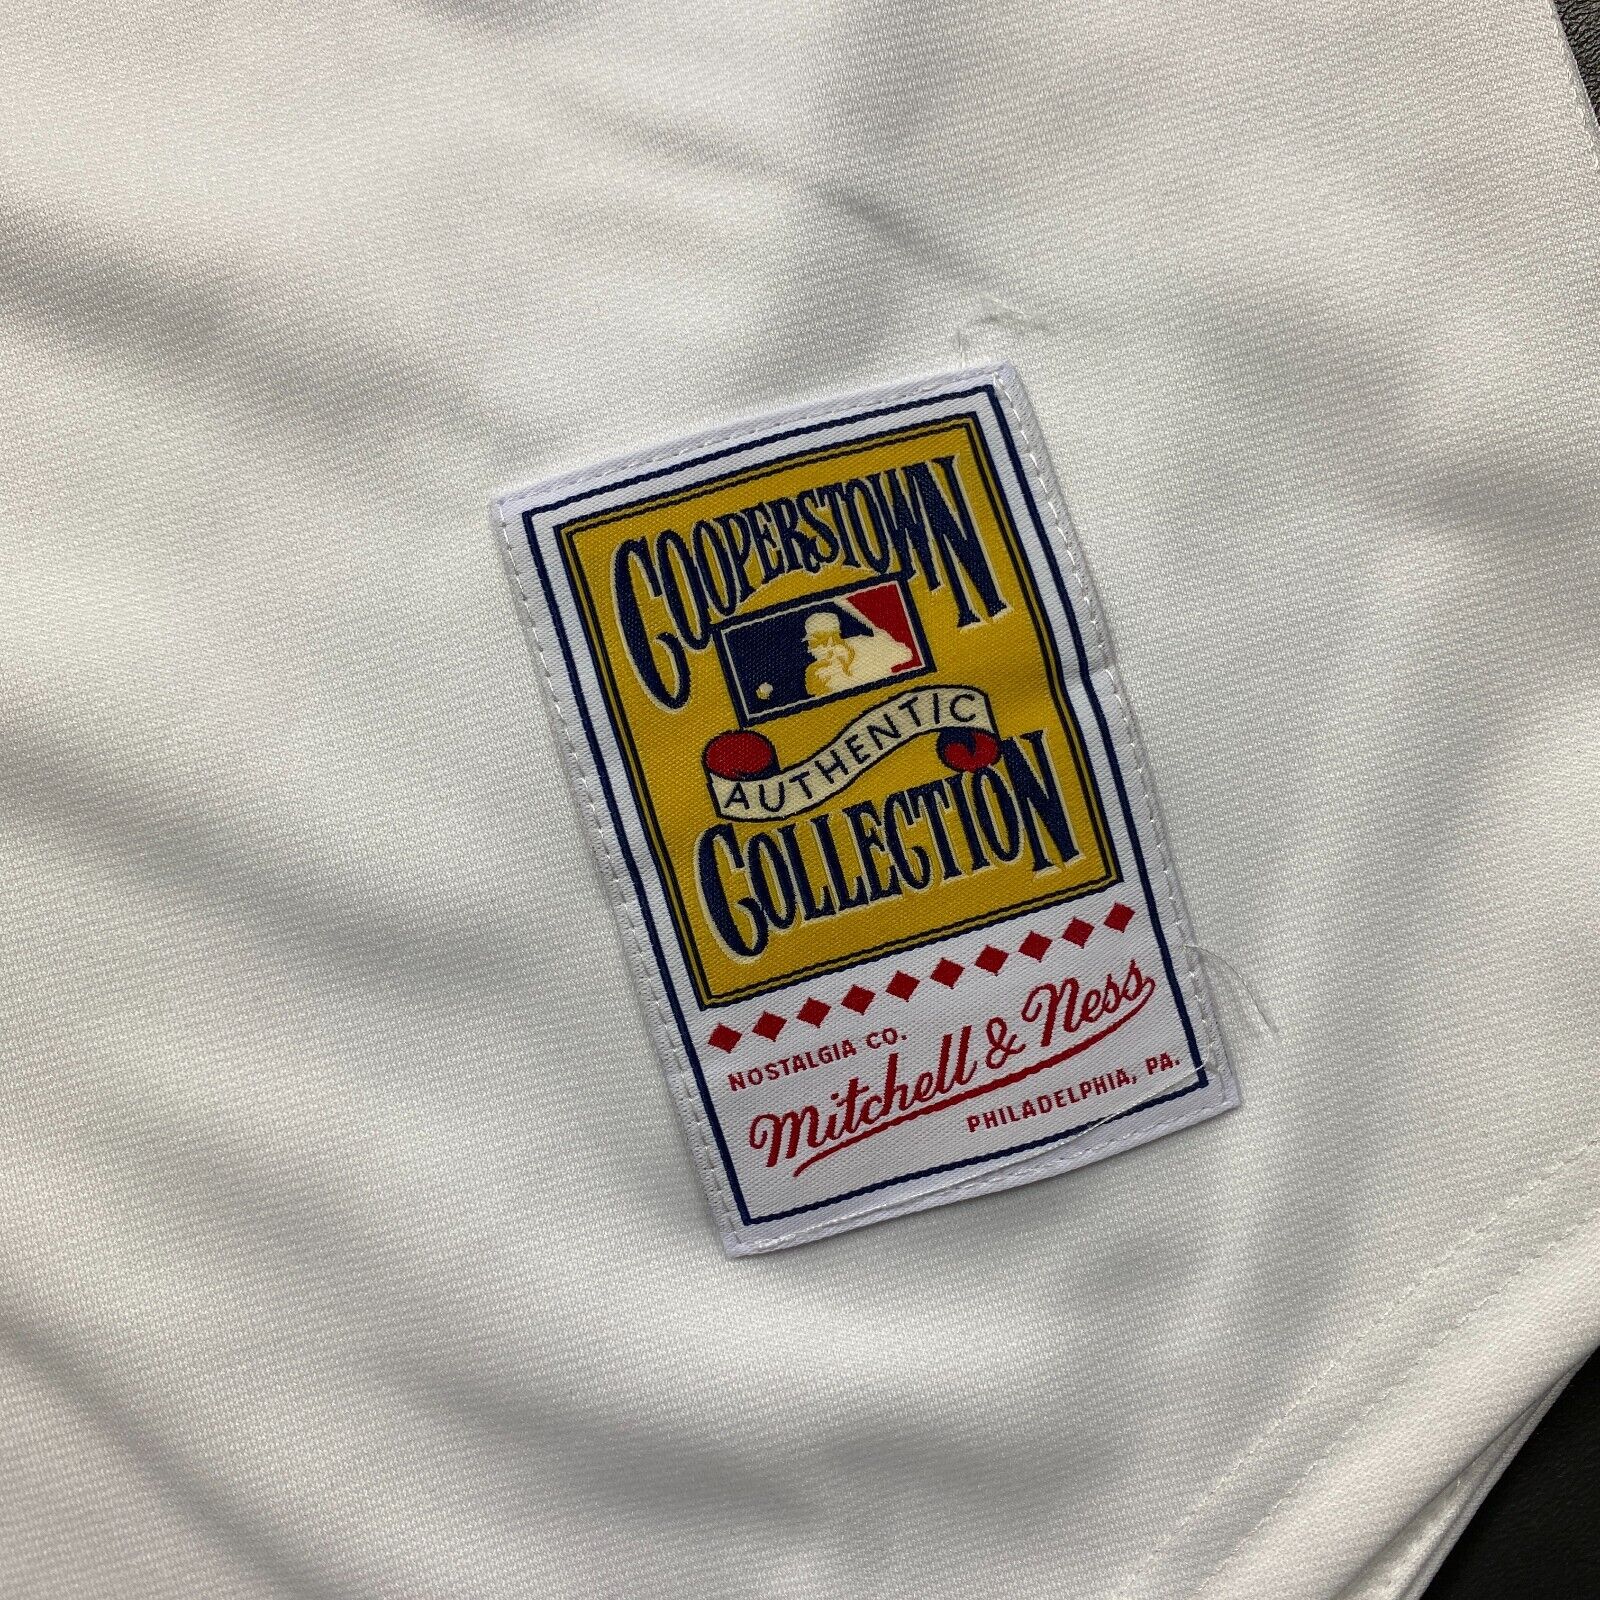 COOPERSTOWN
AUTHENTIC
COLLECTION
NOSTALGIA CO.
Mitchell & Ness
PHILADELPHIA, PA.